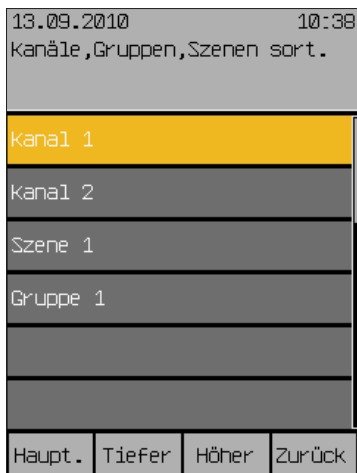 13.09.2010 10:38
Kanäle,Gruppen,Szenen sort.
Kanal 1
Kanal 2
Szene 1
Gruppe 1
Haupt. Tiefer Höher Zurück